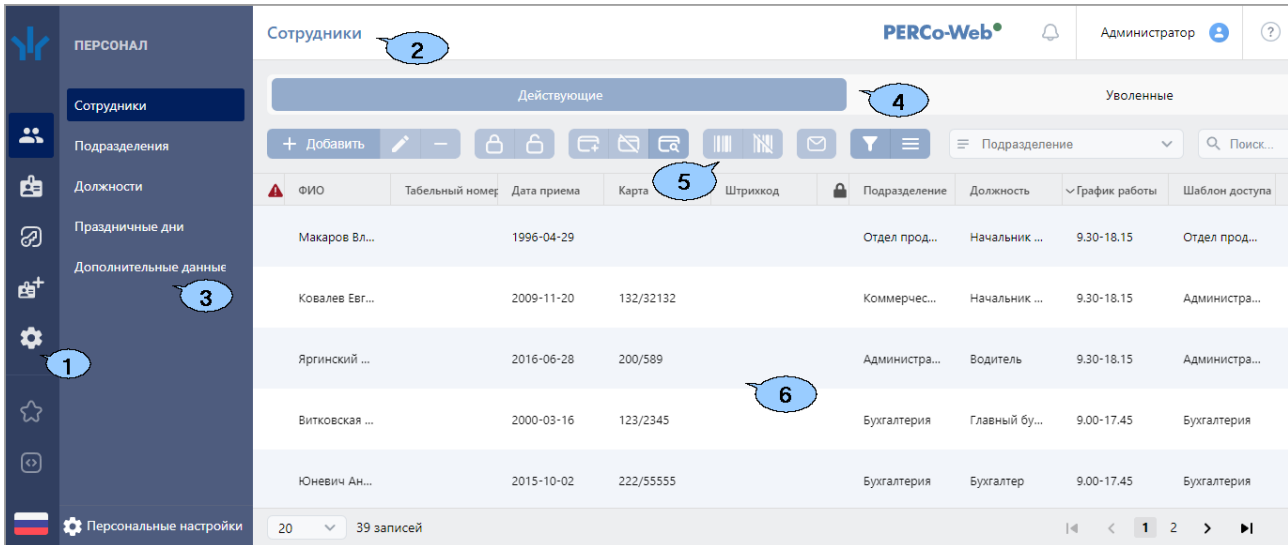 ПЕРСОНАЛ
Сотрудники
Подразделения
Должности
Праздничные дни
Дополнительные данные
3
1
Персональные настройки
Сотрудники
2
PERCo-Web
Администратор
?
Действующие
4
Уволенные
+ Добавить
Подразделение
Поиск...
5
ФИО Табельный номер Дата приема Карта Штрихкод Подразделение Должность График работы Шаблон доступа
Макаров Вл... 1996-04-29 Отдел прод... Начальник ... 9.30-18.15 Отдел прод...
Ковалев Евг... 2009-11-20 132/32132 Коммерчес... Начальник ... 9.30-18.15 Администра...
Яргинский ... 2016-06-28 200/589 Администра... Водитель 9.30-18.15 Администра...
6
Витковская ... 2000-03-16 123/2345 Бухгалтерия Главный бу... 9.00-17.45 Бухгалтерия
Юневич Ан... 2015-10-02 222/55555 Бухгалтерия Бухгалтер 9.00-17.45 Бухгалтерия
20 39 записей 1 2